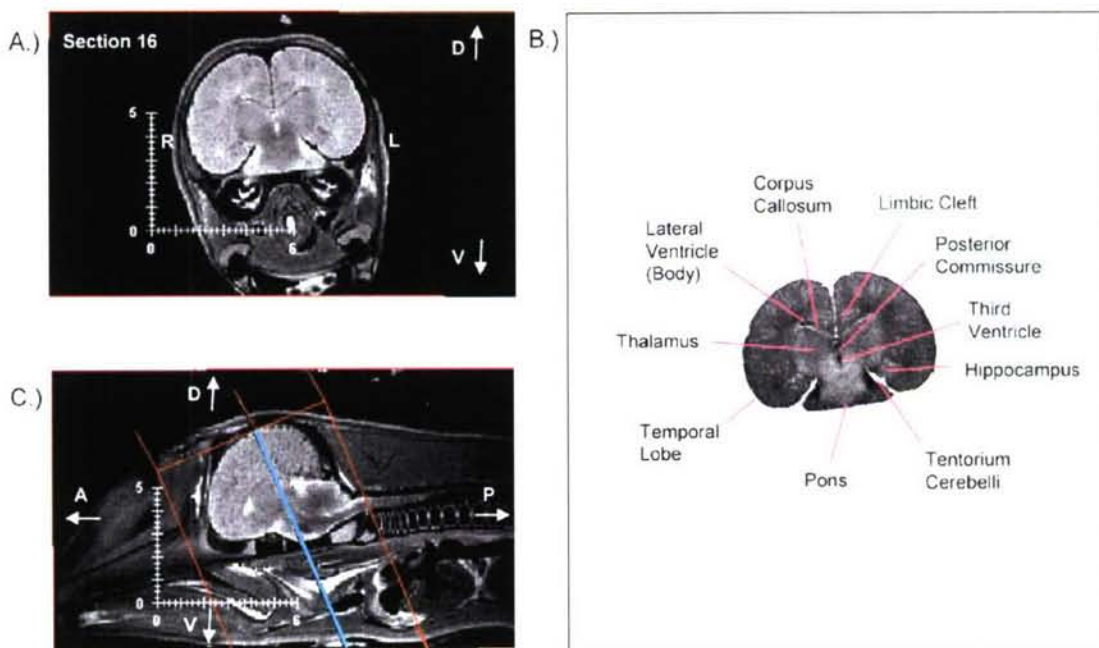 A.)
Section 16
D
5
R
L
0
0
6
V
B.)
Corpus
Callosum
Limbic Cleft
Lateral
Ventricle
(Body)
Posterior
Commissure
Thalamus
Third
Ventricle
Hippocampus
Temporal
Lobe
Pons
Tentorium
Cerebelli
C.)
D
A
5
P
0
0
6
V